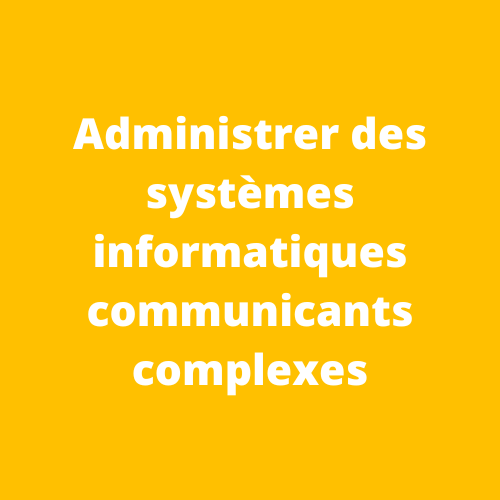 Administrer des
systèmes
informatiques
communicants
complexes